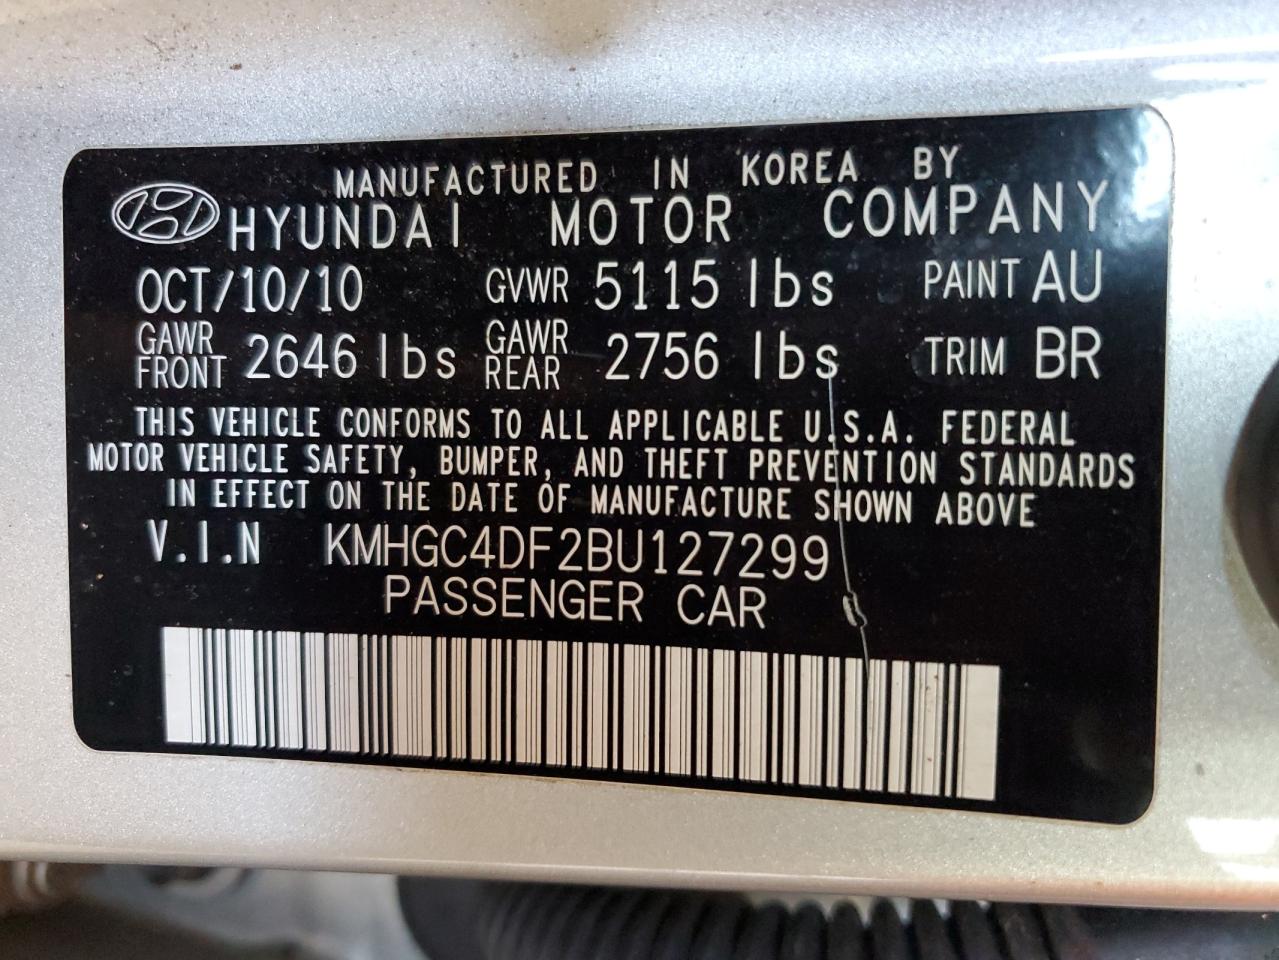 MANUFACTURED IN KOREA BY
HYUNDAI MOTOR COMPANY
OCT/10/10 GVWR 5115 lbs PAINT AU
GAWR FRONT 2646 lbs GAWR REAR 2756 lbs TRIM BR
THIS VEHICLE CONFORMS TO ALL APPLICABLE U.S.A. FEDERAL
MOTOR VEHICLE SAFETY, BUMPER, AND THEFT PREVENTION STANDARDS
IN EFFECT ON THE DATE OF MANUFACTURE SHOWN ABOVE
V.I.N KMHGC4DF2BU127299
PASSENGER CAR